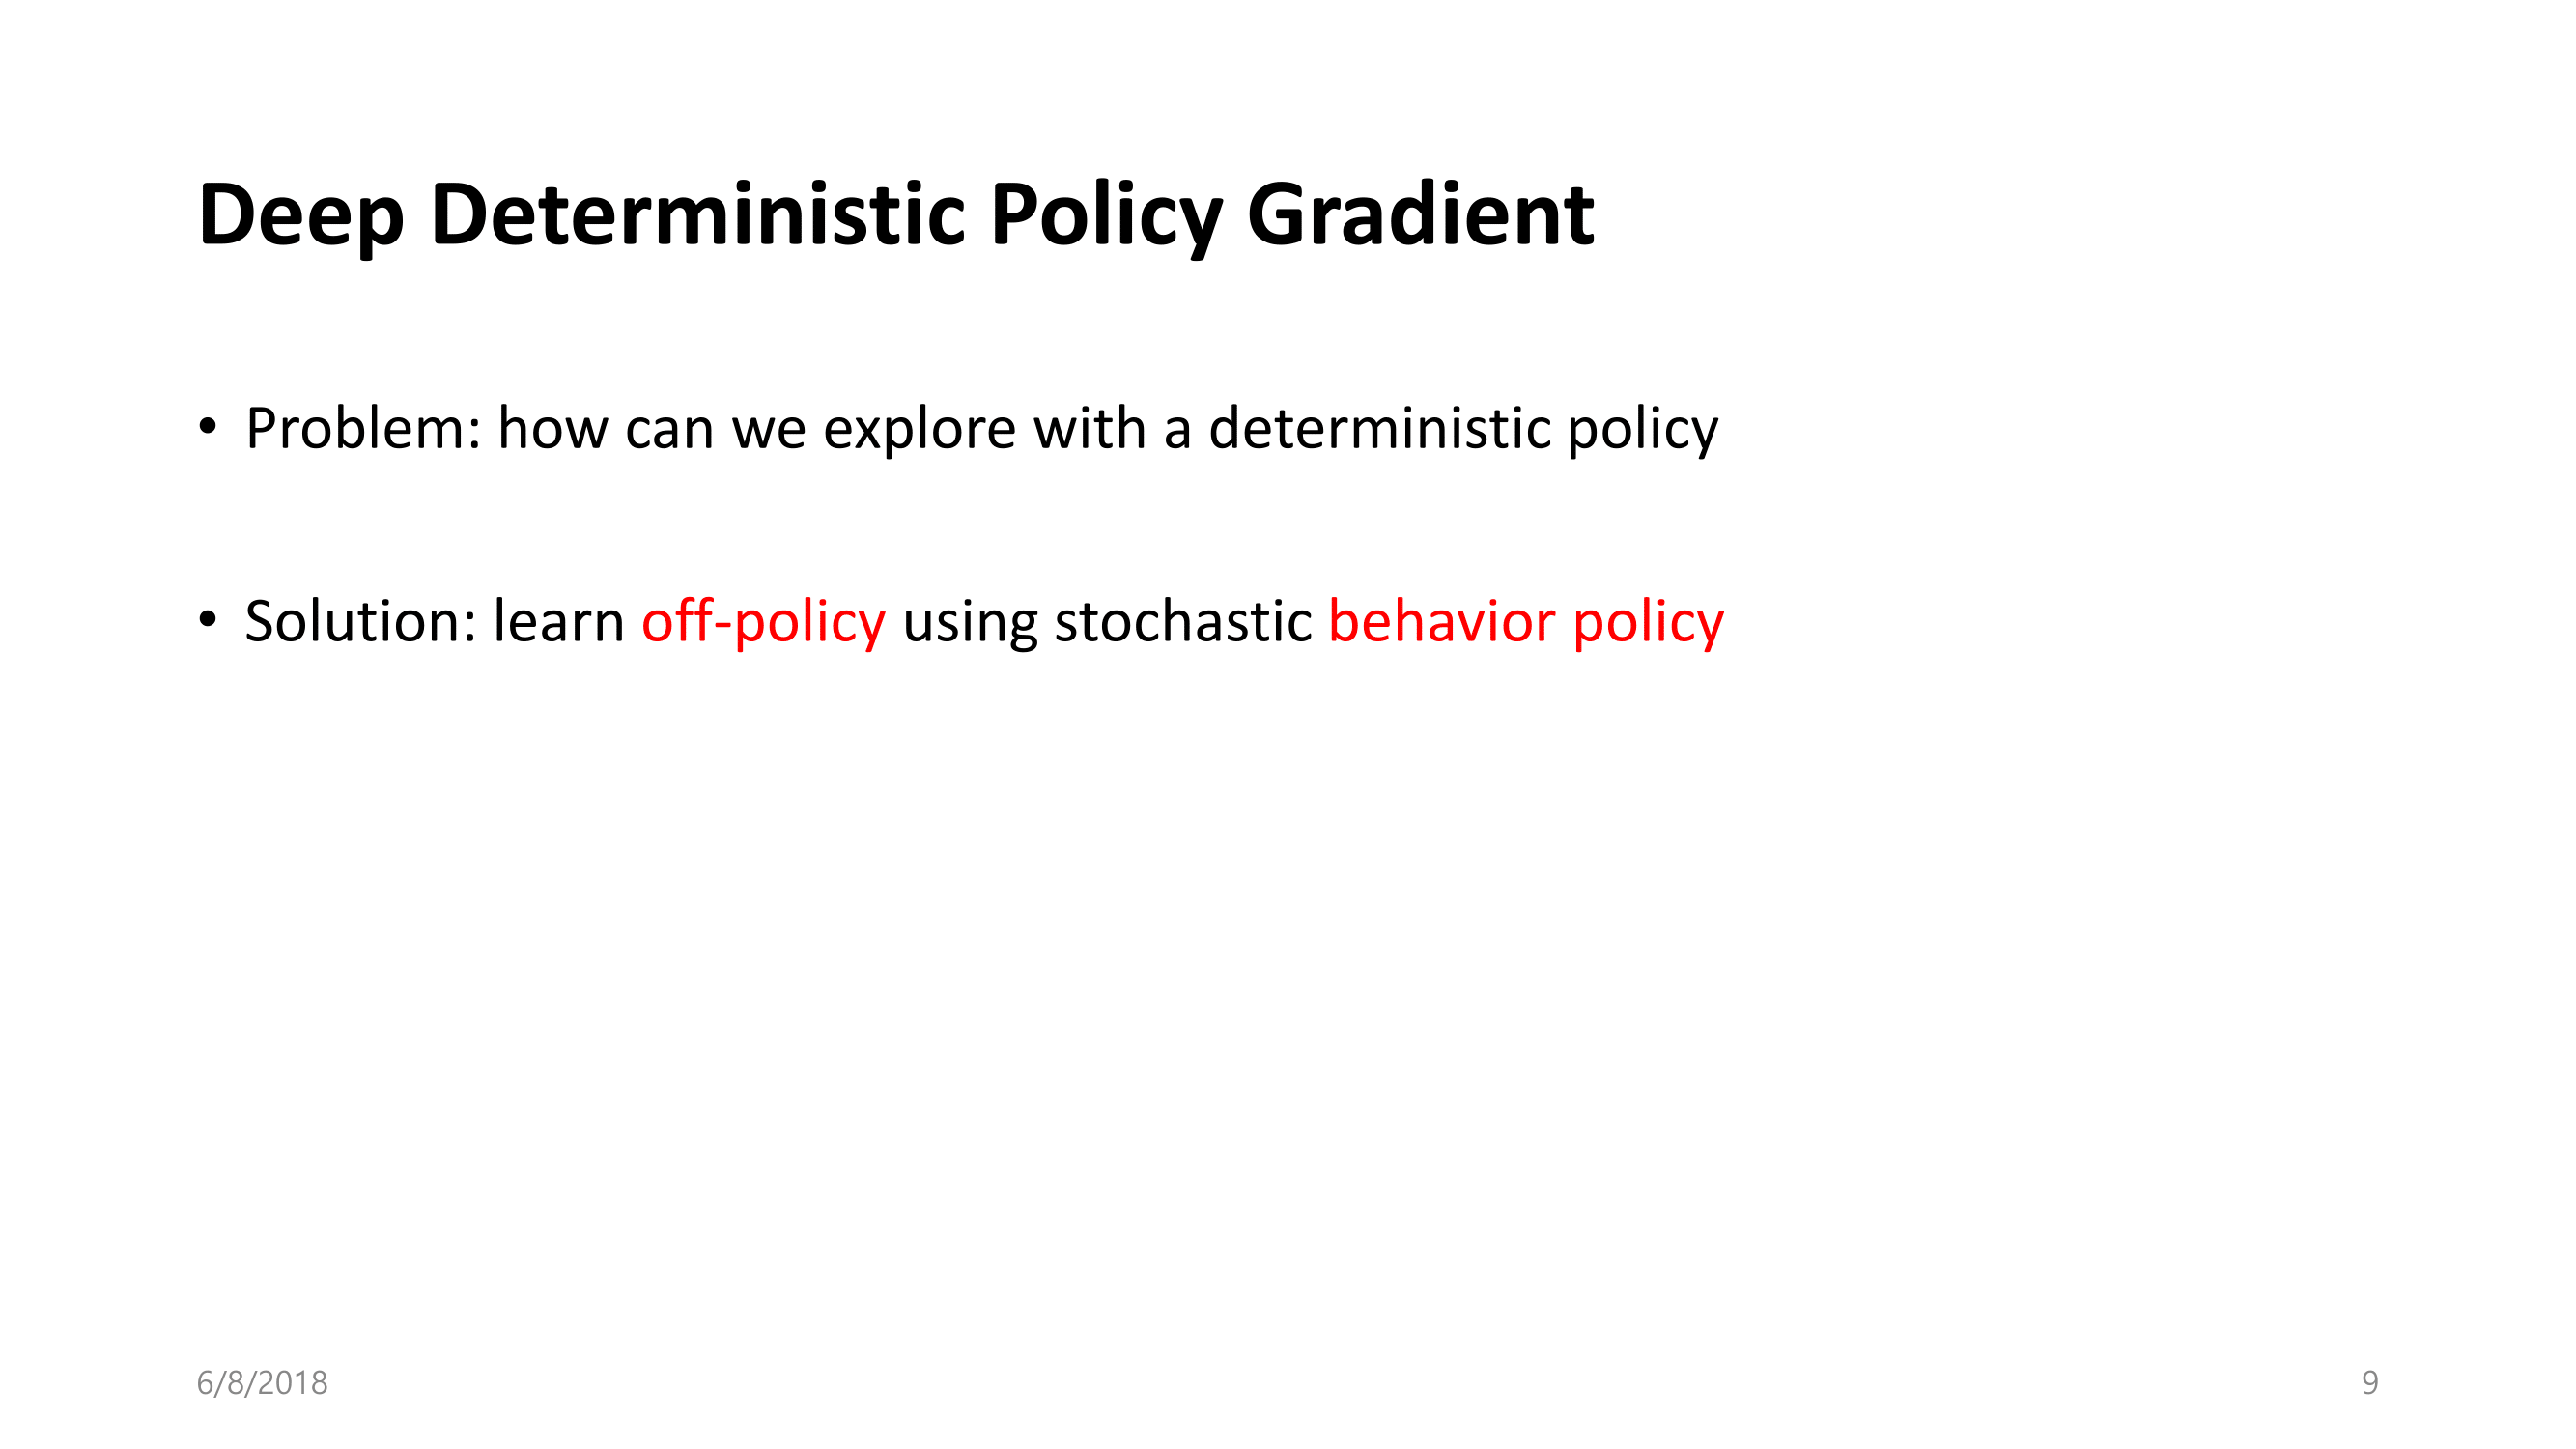 Deep Deterministic Policy Gradient
• Problem: how can we explore with a deterministic policy
• Solution: learn off-policy using stochastic behavior policy
6/8/2018
9